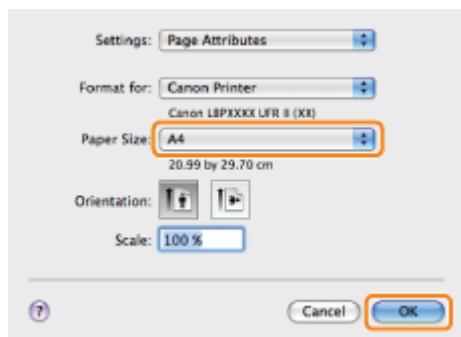 Settings: Page Attributes
Format for: Canon Printer
Canon LBPXXXX UFR II (XX)
Paper Size: A4
20.99 by 29.70 cm
Orientation:
Scale: 100 %
? Cancel OK